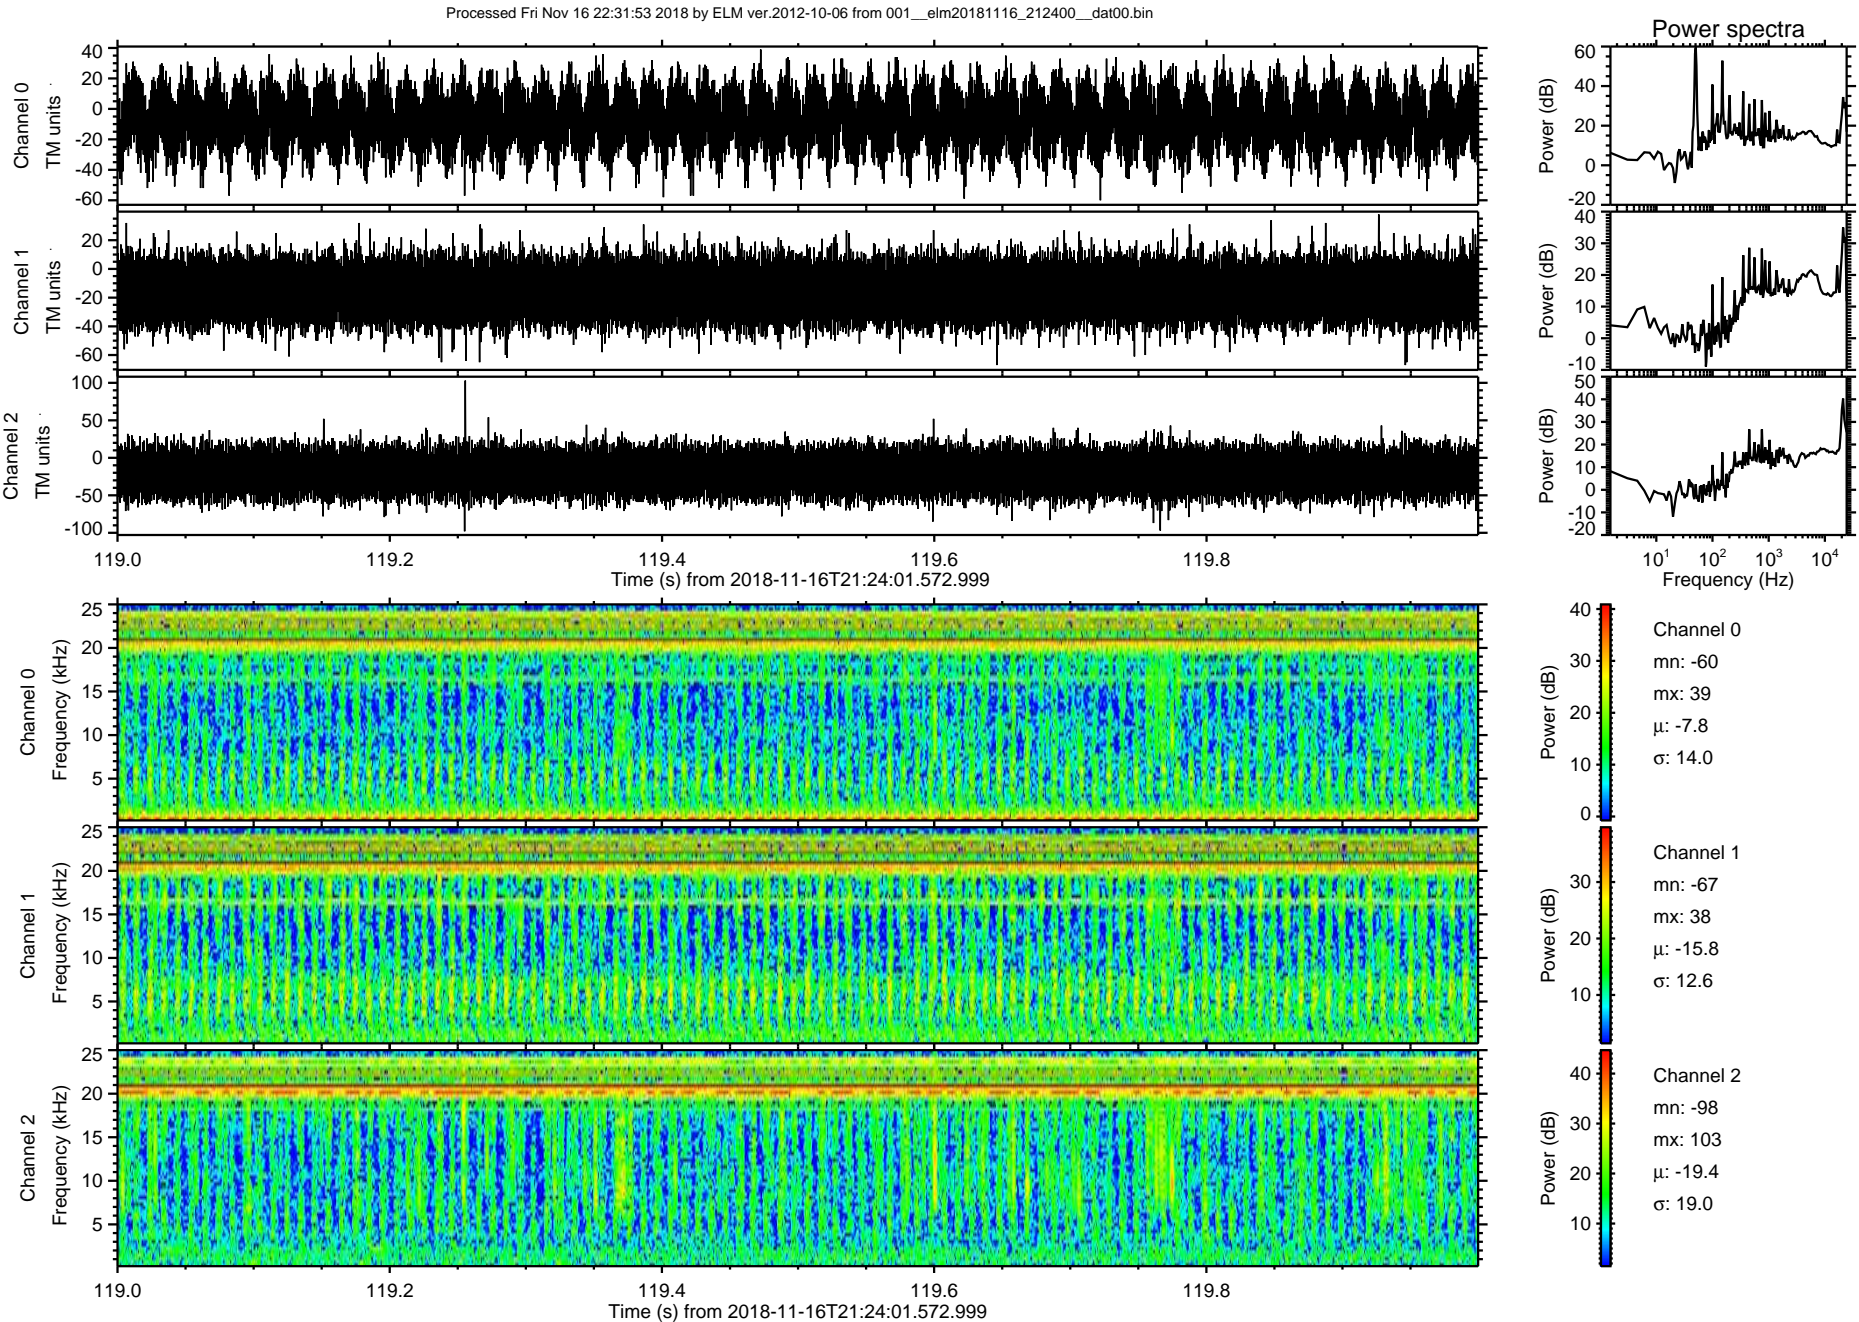 Processed Fri Nov 16 22:31:53 2018 by ELM ver.2012-10-06 from 001__elm20181116_212400__dat00.bin
Power spectra
Channel 0
TM units
40
20
0
-20
-40
-60
Power (dB)
60
40
20
0
-20
Channel 1
TM units
20
0
-20
-40
-60
Power (dB)
40
30
20
10
0
-10
Channel 2
TM units
100
50
0
-50
-100
Power (dB)
50
40
30
20
10
0
-10
-20
119.0 119.2 119.4 119.6 119.8
Time (s) from 2018-11-16T21:24:01.572.999
10¹ 10² 10³ 10⁴
Frequency (Hz)
Channel 0
Frequency (kHz)
25
20
15
10
5
Power (dB)
40
30
20
10
0
Channel 0
mn: -60
mx: 39
µ: -7.8
σ: 14.0
Channel 1
Frequency (kHz)
25
20
15
10
5
Power (dB)
30
20
10
Channel 1
mn: -67
mx: 38
µ: -15.8
σ: 12.6
Channel 2
Frequency (kHz)
25
20
15
10
5
Power (dB)
40
30
20
10
Channel 2
mn: -98
mx: 103
µ: -19.4
σ: 19.0
119.0 119.2 119.4 119.6 119.8
Time (s) from 2018-11-16T21:24:01.572.999